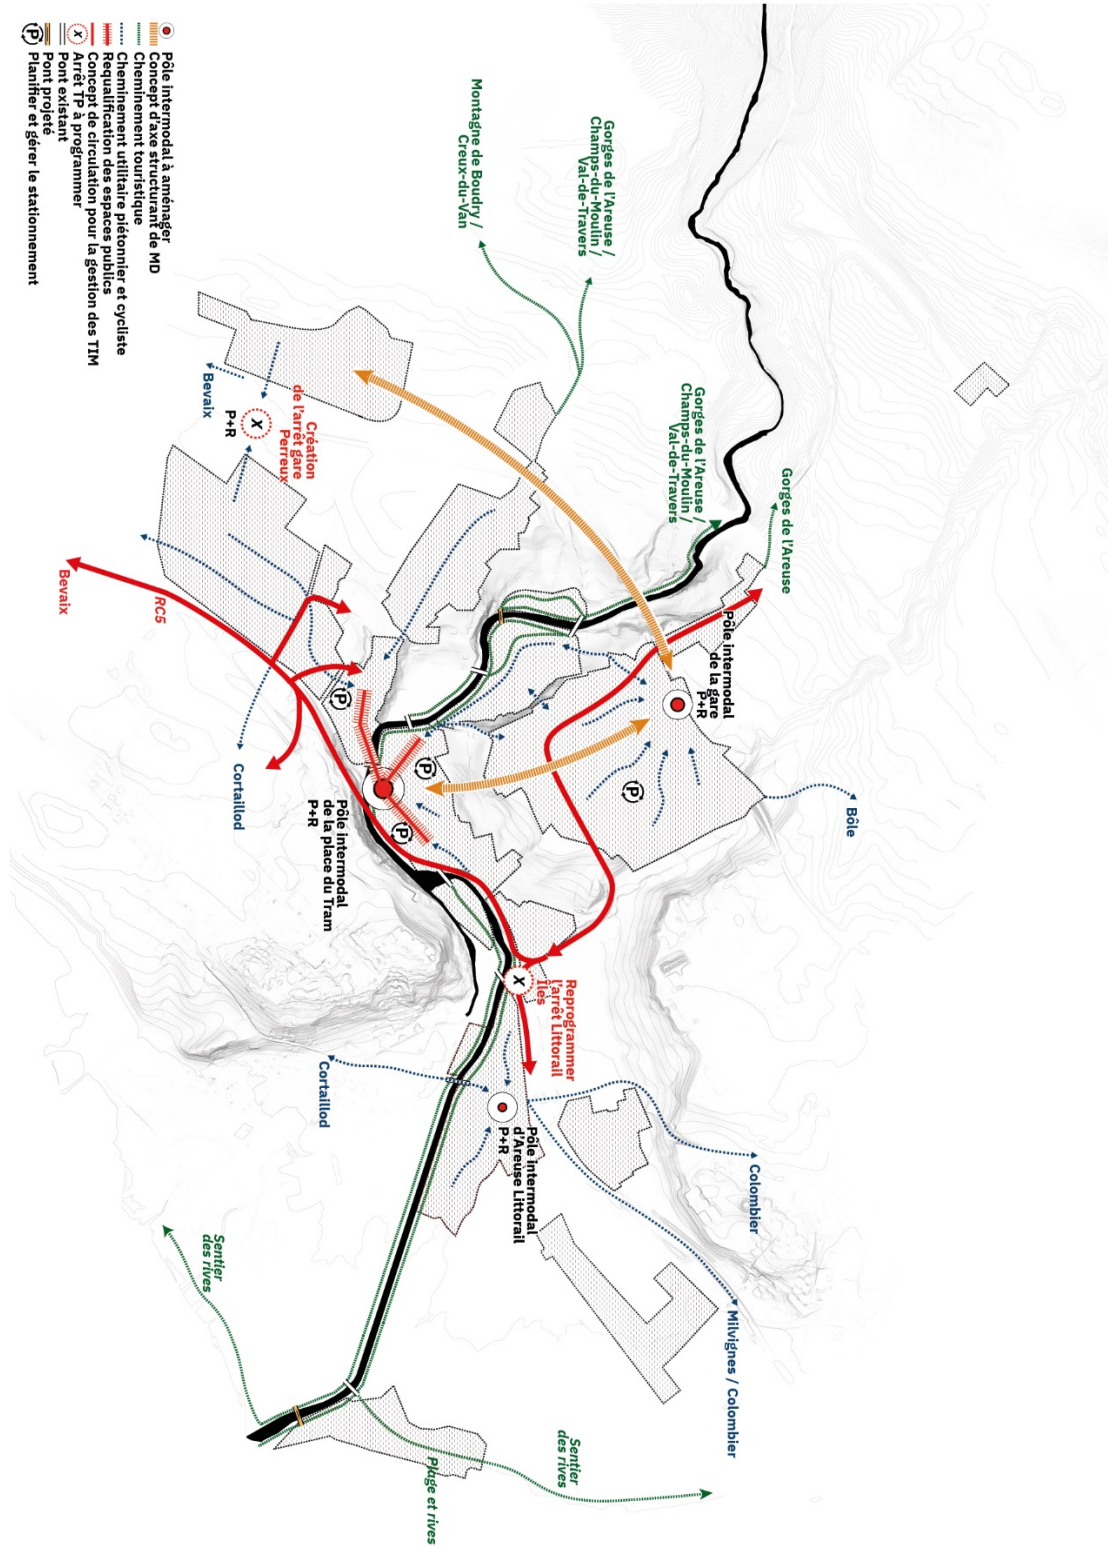 Pôle intermodal à aménager
Concept d'axe structurant de MD
Cheminement touristique
Cheminement utilitaire piétonnier et cycliste
Requalification des espaces publics
Concept de circulation pour la gestion des TIM
X Arrêt TP à programmer
Pont existant
Pont projeté
P Planifier et gérer le stationnement
Montagne de Boudry /
Creux-du-Van
Gorges de l'Areuse /
Champs-du-Moulin /
Val-de-Travers
Gorges de l'Areuse /
Champs-du-Moulin /
Val-de-Travers
Gorges de l'Areuse
Bevaix
X
P+R
Création
de l'arrêt gare
Perreux
Bevaix
RC5
Pôle intermodal
de la gare
P+R
P
P
P
P
Cortaillod
Bôle
Pôle intermodal
de la place du Tram
P+R
X
Reprogrammer
l'arrêt Littorail
Îles
Cortaillod
Pôle intermodal
d'Areuse Littorail
P+R
Colombier
Milvignes / Colombier
Sentier
des rives
Plage et rives
Sentier
des rives